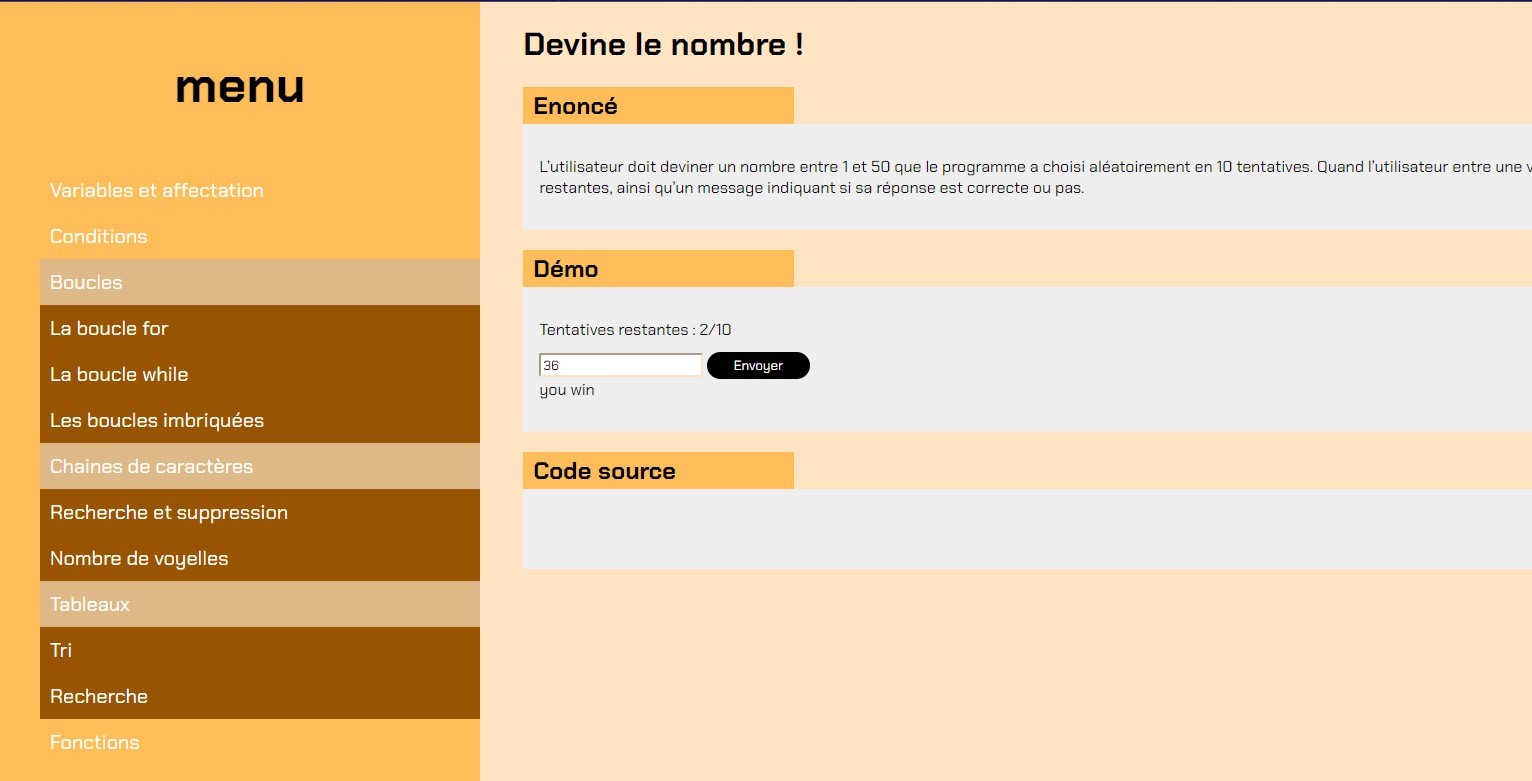 menu
Variables et affectation
Conditions
Boucles
La boucle for
La boucle while
Les boucles imbriquées
Chaines de caractères
Recherche et suppression
Nombre de voyelles
Tableaux
Tri
Recherche
Fonctions
Devine le nombre !
Enoncé
L'utilisateur doit deviner un nombre entre 1 et 50 que le programme a choisi aléatoirement en 10 tentatives. Quand l'utilisateur entre une
restantes, ainsi qu'un message indiquant si sa réponse est correcte ou pas.
Démo
Tentatives restantes : 2/10
36 Envoyer
you win
Code source